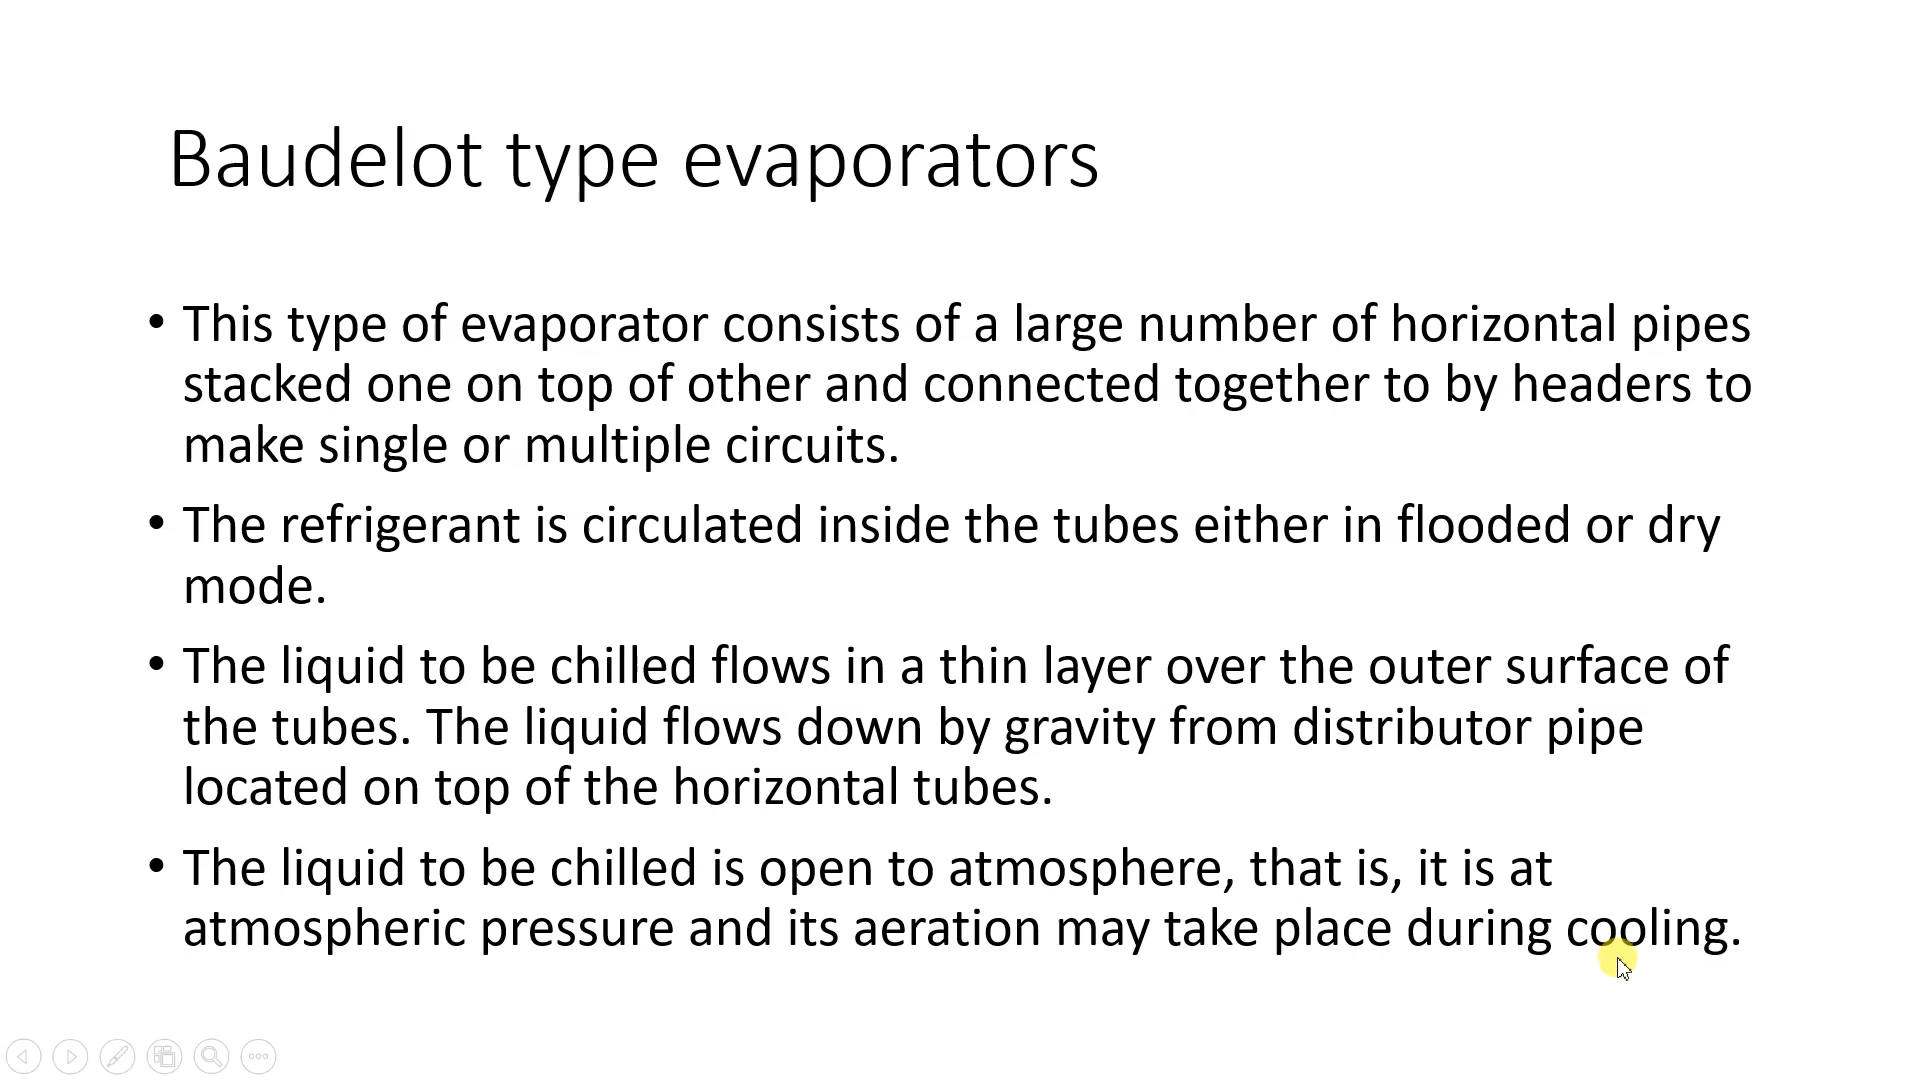 Baudelot type evaporators
• This type of evaporator consists of a large number of horizontal pipes
stacked one on top of other and connected together to by headers to
make single or multiple circuits.
• The refrigerant is circulated inside the tubes either in flooded or dry
mode.
• The liquid to be chilled flows in a thin layer over the outer surface of
the tubes. The liquid flows down by gravity from distributor pipe
located on top of the horizontal tubes.
• The liquid to be chilled is open to atmosphere, that is, it is at
atmospheric pressure and its aeration may take place during cooling.